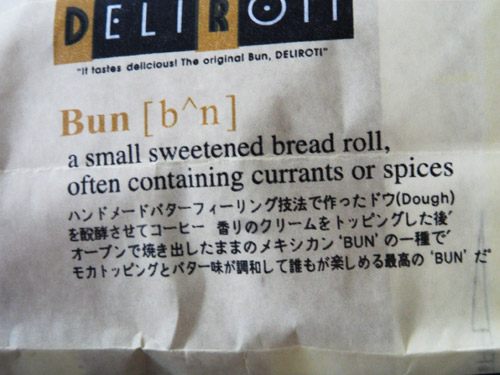 DELIROTI
"It tastes delicious! The original Bun, DELIROTI"
Bun [b^n]
a small sweetened bread roll,
often containing currants or spices
ハンドメードバターフィーリング技法で作ったドウ(Dough)
を醗酵させてコーヒー 香りのクリームをトッピングした後
オーブンで焼き出したままのメキシカン 'BUN' の一種で
モカトッピングとバター味が調和して誰もが楽しめる最高の 'BUN' だ